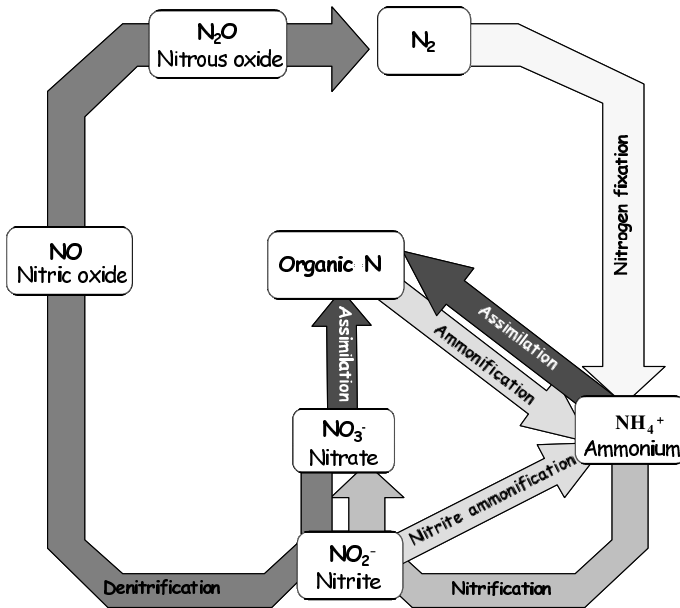 N₂O
Nitrous oxide
N₂
Nitrogen fixation
NO
Nitric oxide
Organic N
Assimilation
Ammonification
Assimilation
NO₃⁻
Nitrate
NH₄⁺
Ammonium
Nitrite ammonification
NO₂⁻
Nitrite
Denitrification
Nitrification